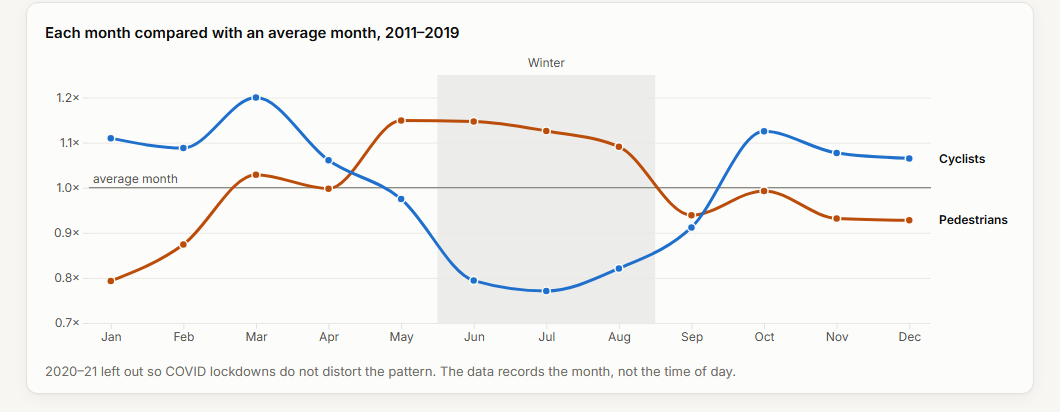 Each month compared with an average month, 2011–2019
Winter
1.2×
1.1×
1.0×
0.9×
0.8×
0.7×
average month
Cyclists
Pedestrians
Jan Feb Mar Apr May Jun Jul Aug Sep Oct Nov Dec
2020–21 left out so COVID lockdowns do not distort the pattern. The data records the month, not the time of day.